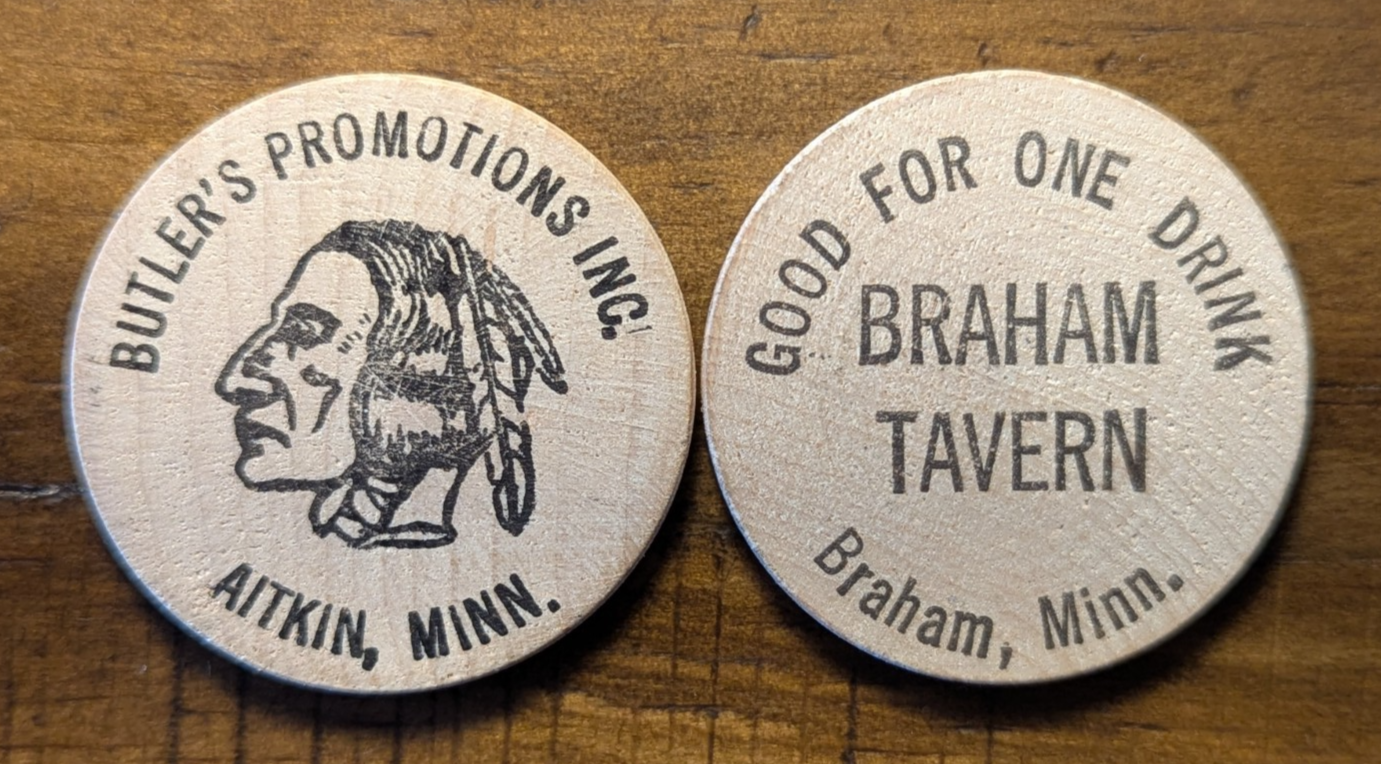 BUTLER'S PROMOTIONS INC.
AITKIN, MINN.
GOOD FOR ONE DRINK
BRAHAM
TAVERN
Braham, Minn.